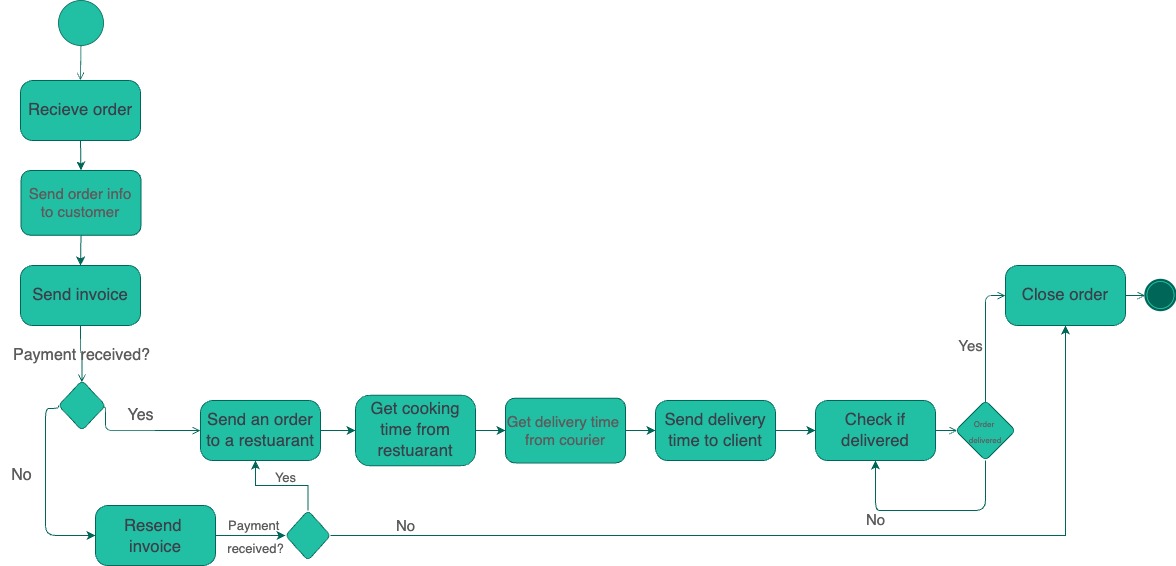 Recieve order
Send order info
to customer
Send invoice
Payment received?
Yes
No
Send an order
to a restuarant
Get cooking
time from
restuarant
Get delivery time
from courier
Send delivery
time to client
Check if
delivered
Order
delivered
Yes
No
Close order
Resend
invoice
Payment
received?
Yes
No